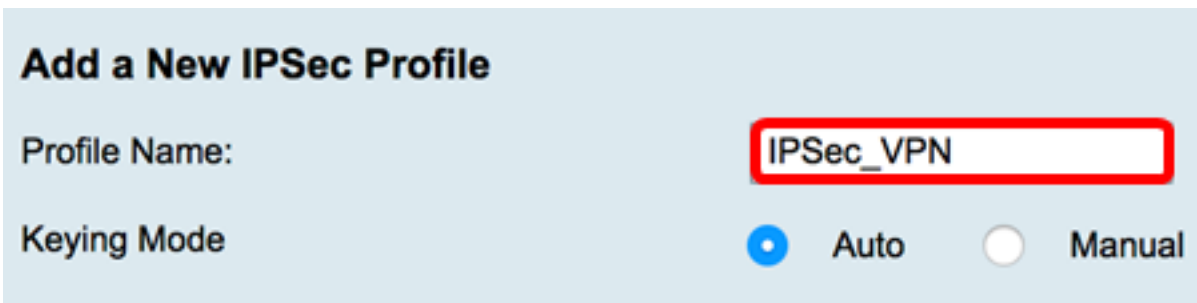 Add a New IPSec Profile
Profile Name: IPSec_VPN
Keying Mode Auto Manual